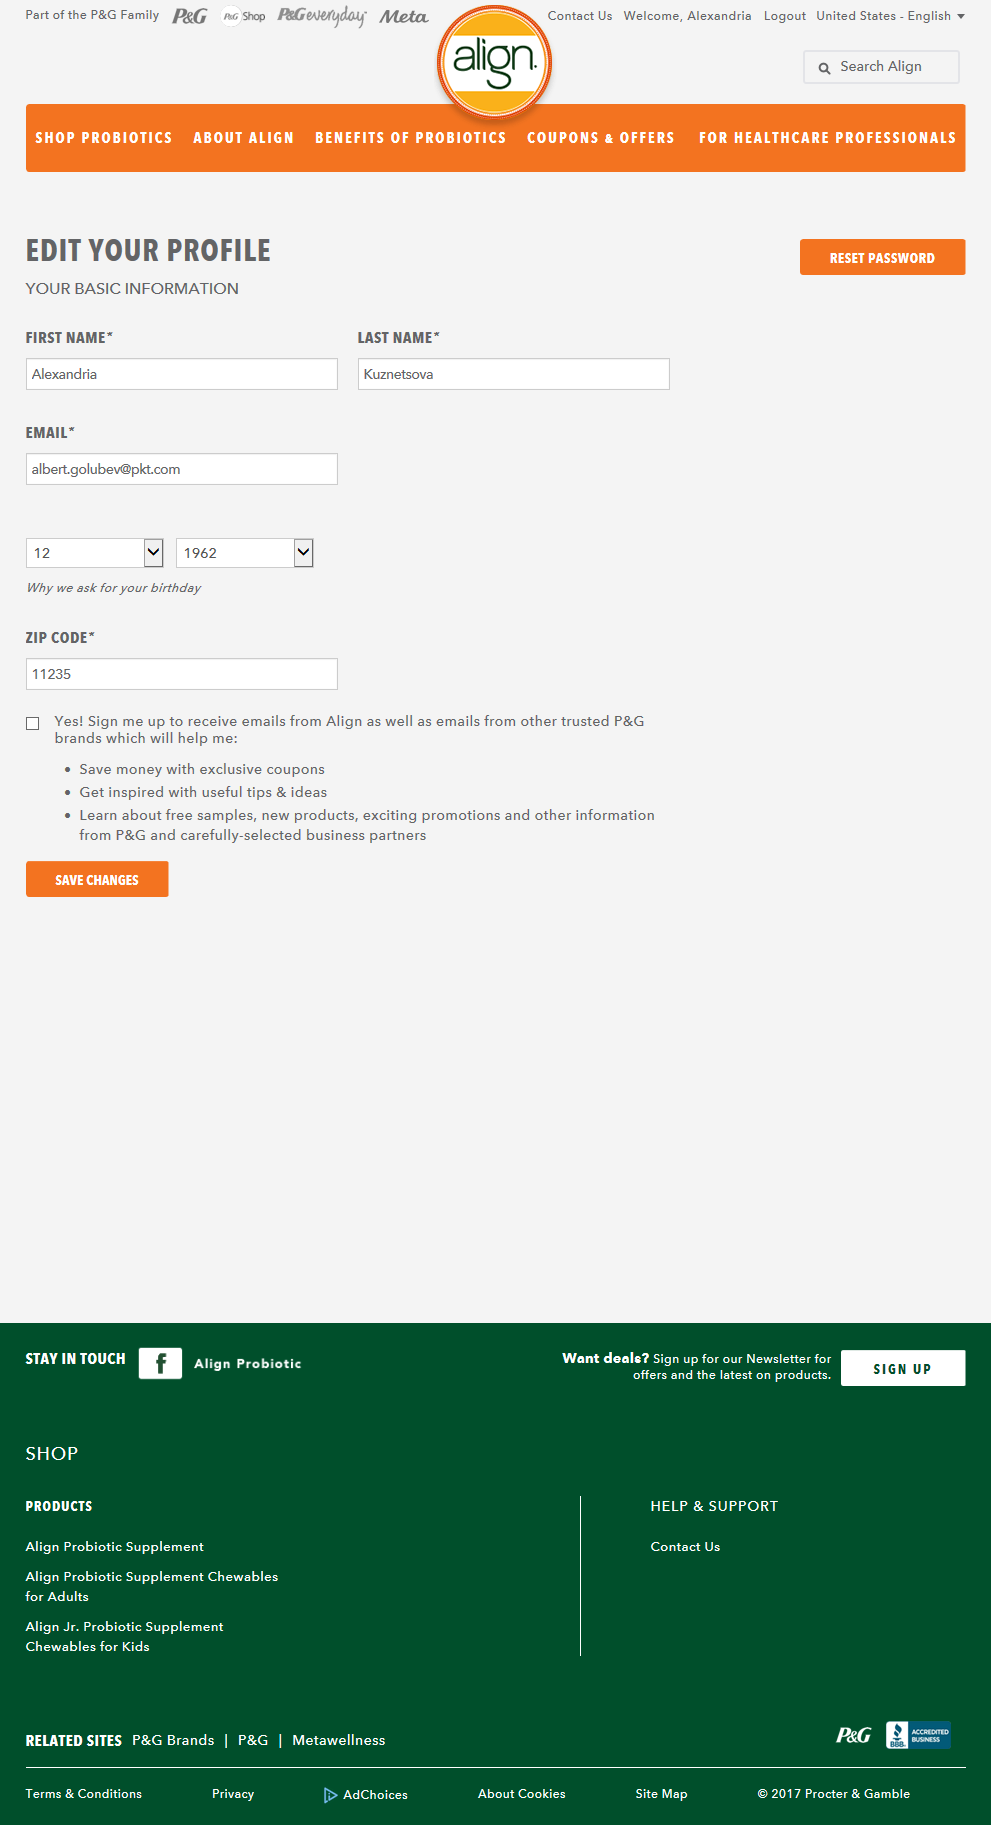 Part of the P&G Family P&G P&G Shop P&G everyday Meta Contact Us Welcome, Alexandria Logout United States - English
align.
Search Align
SHOP PROBIOTICS ABOUT ALIGN BENEFITS OF PROBIOTICS COUPONS & OFFERS FOR HEALTHCARE PROFESSIONALS
EDIT YOUR PROFILE
RESET PASSWORD
YOUR BASIC INFORMATION
FIRST NAME* LAST NAME*
Alexandria Kuznetsova
EMAIL*
albert.golubev@pkt.com
12 1962
Why we ask for your birthday
ZIP CODE*
11235
Yes! Sign me up to receive emails from Align as well as emails from other trusted P&G
brands which will help me:
• Save money with exclusive coupons
• Get inspired with useful tips & ideas
• Learn about free samples, new products, exciting promotions and other information
from P&G and carefully-selected business partners
SAVE CHANGES
STAY IN TOUCH f Align Probiotic
Want deals? Sign up for our Newsletter for
offers and the latest on products.
SIGN UP
SHOP
PRODUCTS
Align Probiotic Supplement
Align Probiotic Supplement Chewables
for Adults
Align Jr. Probiotic Supplement
Chewables for Kids
HELP & SUPPORT
Contact Us
RELATED SITES P&G Brands | P&G | Metawellness
P&G
BBB.
ACCREDITED
BUSINESS
Terms & Conditions Privacy AdChoices About Cookies Site Map © 2017 Procter & Gamble